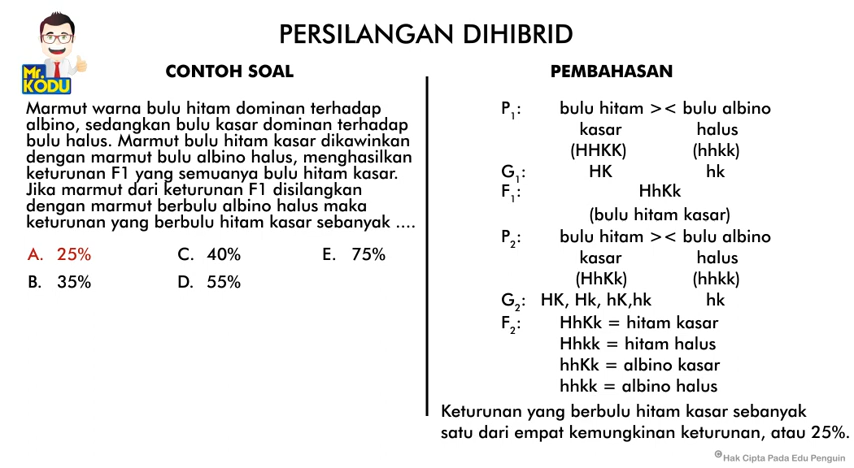 PERSILANGAN DIHIBRID
Mr.
KODU
CONTOH SOAL
Marmut warna bulu hitam dominan terhadap
albino, sedangkan bulu kasar dominan terhadap
bulu halus. Marmut bulu hitam kasar dikawinkan
dengan marmut bulu albino halus, menghasilkan
keturunan F1 yang semuanya bulu hitam kasar.
Jika marmut dari keturunan F1 disilangkan
dengan marmut berbulu albino halus maka
keturunan yang berbulu hitam kasar sebanyak ....
A. 25% C. 40% E. 75%
B. 35% D. 55%
PEMBAHASAN
P₁: bulu hitam >< bulu albino
kasar halus
(HHKK) (hhkk)
G₁: HK hk
F₁: HhKk
(bulu hitam kasar)
P₂: bulu hitam >< bulu albino
kasar halus
(HhKk) (hhkk)
G₂: HK, Hk, hK,hk hk
F₂: HhKk = hitam kasar
Hhkk = hitam halus
hhKk = albino kasar
hhkk = albino halus
Keturunan yang berbulu hitam kasar sebanyak
satu dari empat kemungkinan keturunan, atau 25%.
© Hak Cipta Pada Edu Penguin